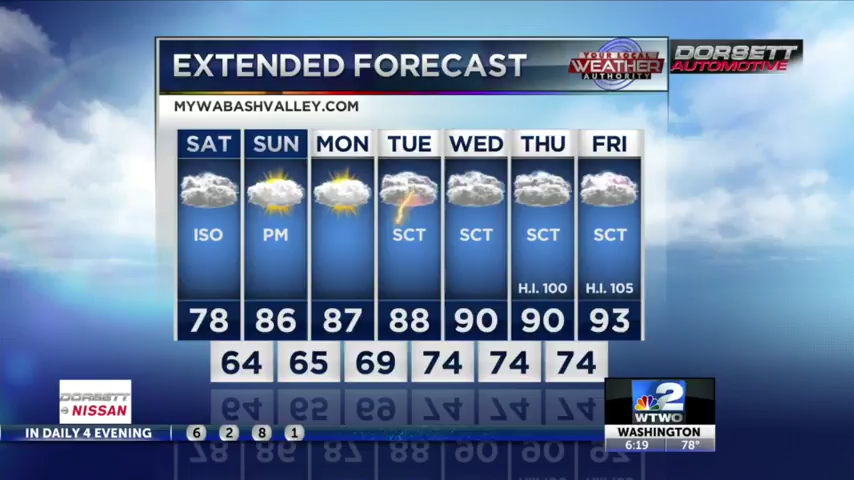 EXTENDED FORECAST
YOUR LOCAL
WEATHER
AUTHORITY
DORSETT
AUTOMOTIVE
MYWABASHVALLEY.COM
SAT SUN MON TUE WED THU FRI
ISO PM SCT SCT SCT SCT
H.I. 100 H.I. 105
78 86 87 88 90 90 93
64 65 69 74 74 74
DORSETT
NISSAN
2
WTWO
IN DAILY 4 EVENING 6 2 8 1
WASHINGTON
6:19 78°